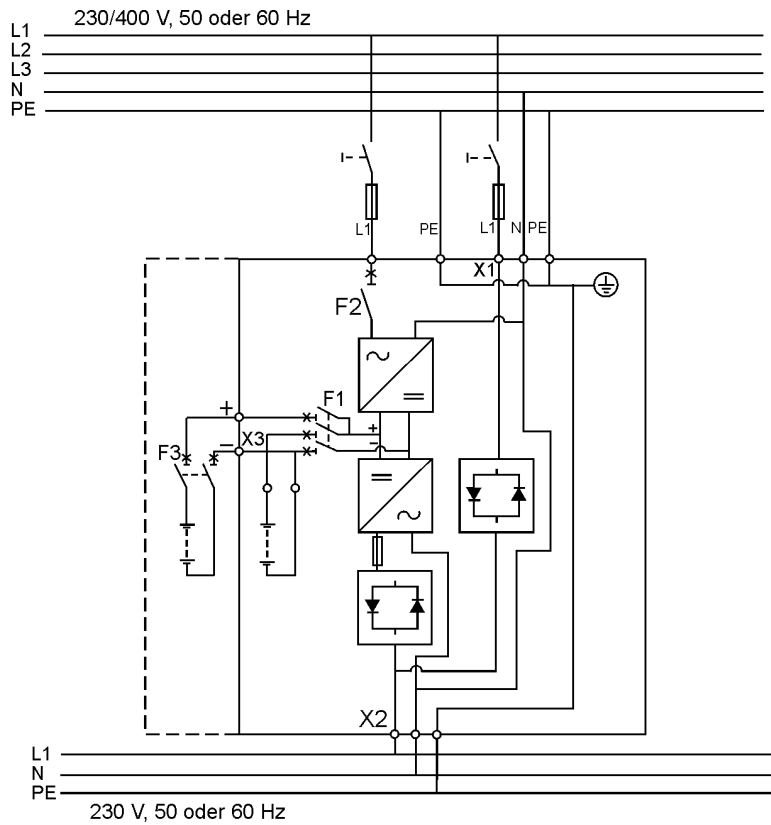 230/400 V, 50 oder 60 Hz
L1
L2
L3
N
PE
L1 PE L1 N PE
X1
F2
F1
+
+
−
− X3
F3
X2
L1
N
PE
230 V, 50 oder 60 Hz